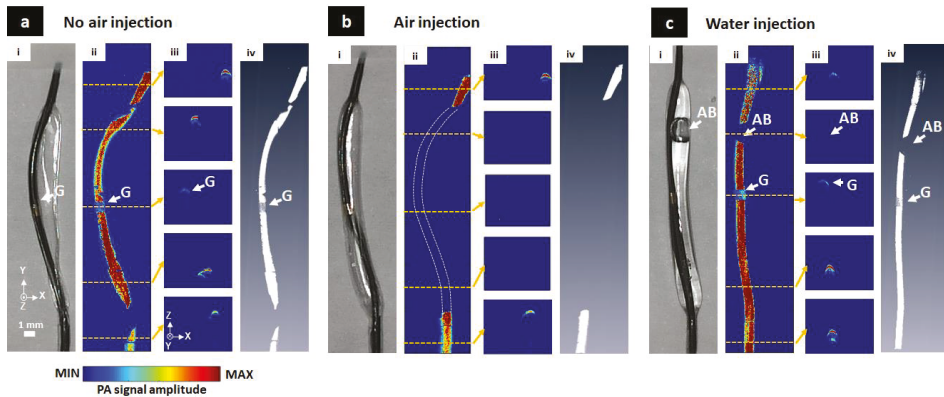 a No air injection
i ii iii iv
G G G G
Y X Z
Z X Y
1 mm
MIN MAX
PA signal amplitude
b Air injection
i ii iii iv
c Water injection
i ii iii iv
AB AB AB AB
G G G